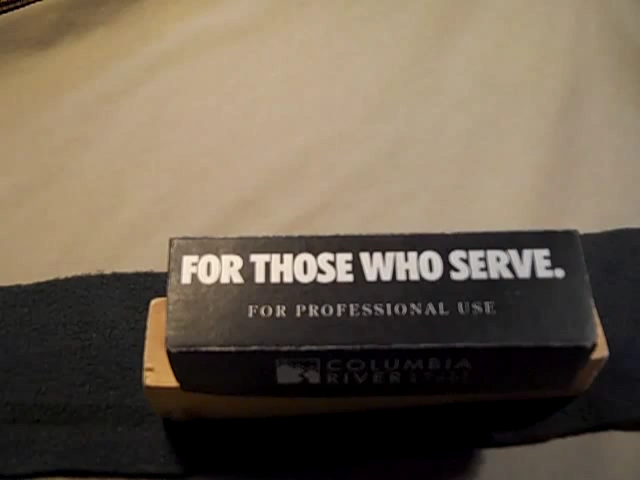 FOR THOSE WHO SERVE.
FOR PROFESSIONAL USE
COLUMBIA
RIVER